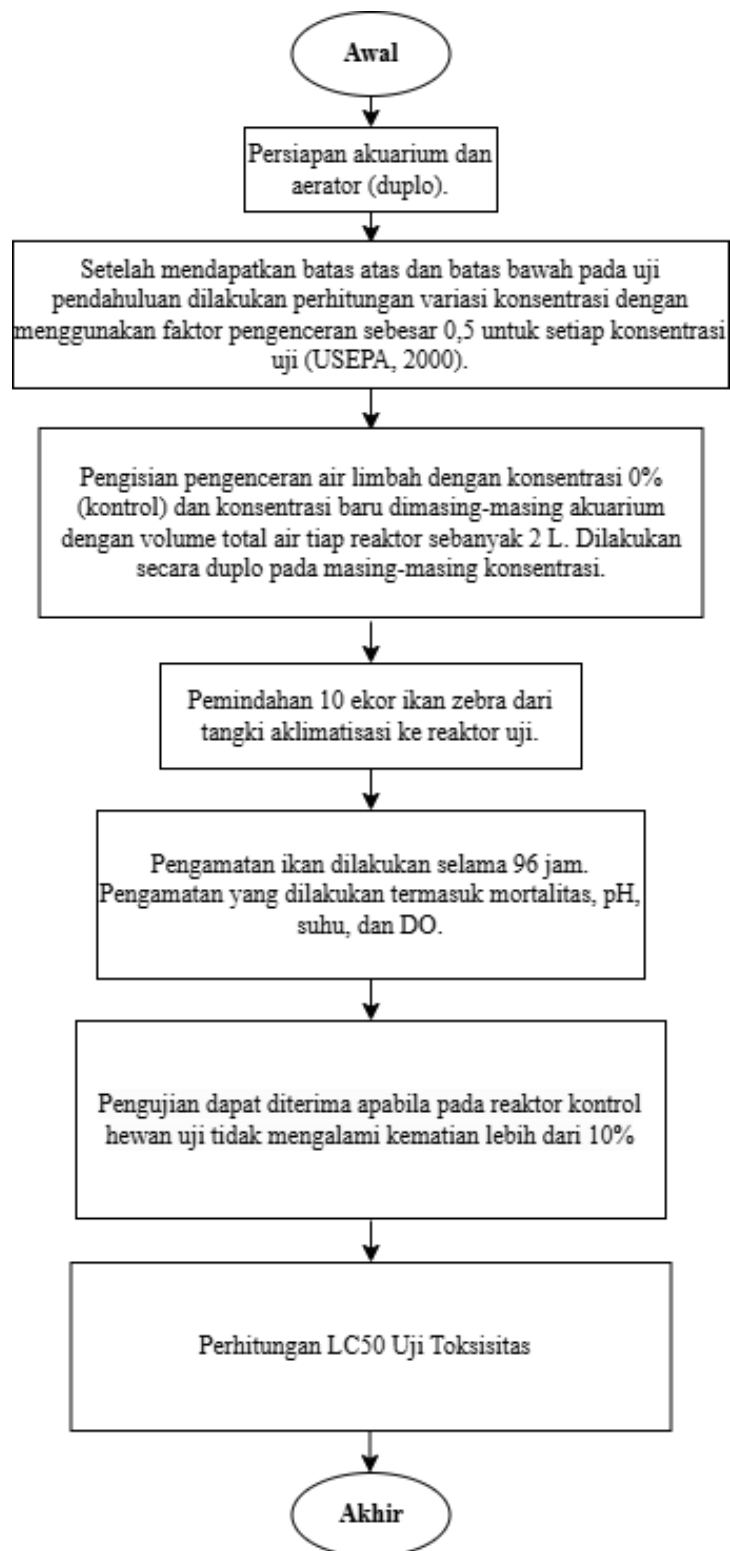 Awal
Persiapan akuarium dan
aerator (duplo).
Setelah mendapatkan batas atas dan batas bawah pada uji
pendahuluan dilakukan perhitungan variasi konsentrasi dengan
menggunakan faktor pengenceran sebesar 0,5 untuk setiap konsentrasi
uji (USEPA, 2000).
Pengisian pengenceran air limbah dengan konsentrasi 0%
(kontrol) dan konsentrasi baru dimasing-masing akuarium
dengan volume total air tiap reaktor sebanyak 2 L. Dilakukan
secara duplo pada masing-masing konsentrasi.
Pemindahan 10 ekor ikan zebra dari
tangki aklimatisasi ke reaktor uji.
Pengamatan ikan dilakukan selama 96 jam.
Pengamatan yang dilakukan termasuk mortalitas, pH,
suhu, dan DO.
Pengujian dapat diterima apabila pada reaktor kontrol
hewan uji tidak mengalami kematian lebih dari 10%
Perhitungan LC50 Uji Toksisitas
Akhir